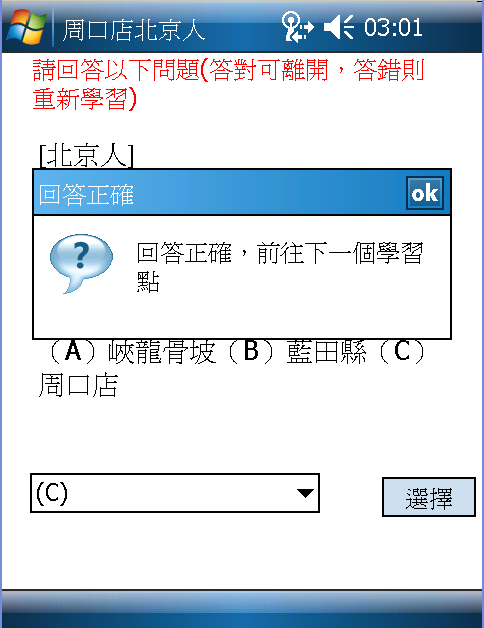 周口店北京人 03:01
請回答以下問題(答對可離開，答錯則
重新學習)
[北京人]
回答正確 ok
回答正確，前往下一個學習
點
（A）峽龍骨坡（B）藍田縣（C）
周口店
(C)
選擇